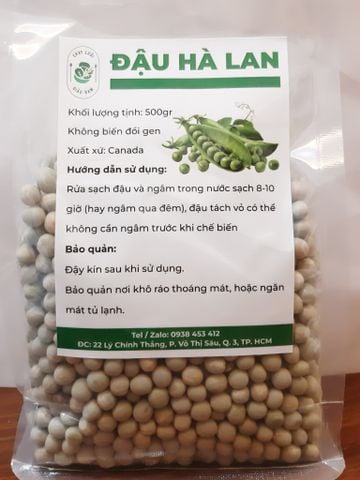 ĐẬU HÀ LAN
Khối lượng tịnh: 500gr
Không biến đổi gen
Xuất xứ: Canada
Hướng dẫn sử dụng:
Rửa sạch đậu và ngâm trong nước sạch 8-10
giờ (hay ngâm qua đêm), đậu tách vỏ có thể
không cần ngâm trước khi chế biến
Bảo quản:
Đậy kín sau khi sử dụng.
Bảo quản nơi khô ráo thoáng mát, hoặc ngăn
mát tủ lạnh.
Tel / Zalo: 0938 453 412
ĐC: 22 Lý Chính Thắng, P. Võ Thị Sáu, Q. 3, TP. HCM